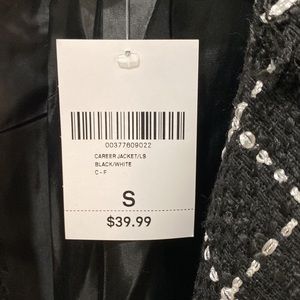 00377609022
CAREER JACKET/LS
BLACK/WHITE
C - F
S
$39.99